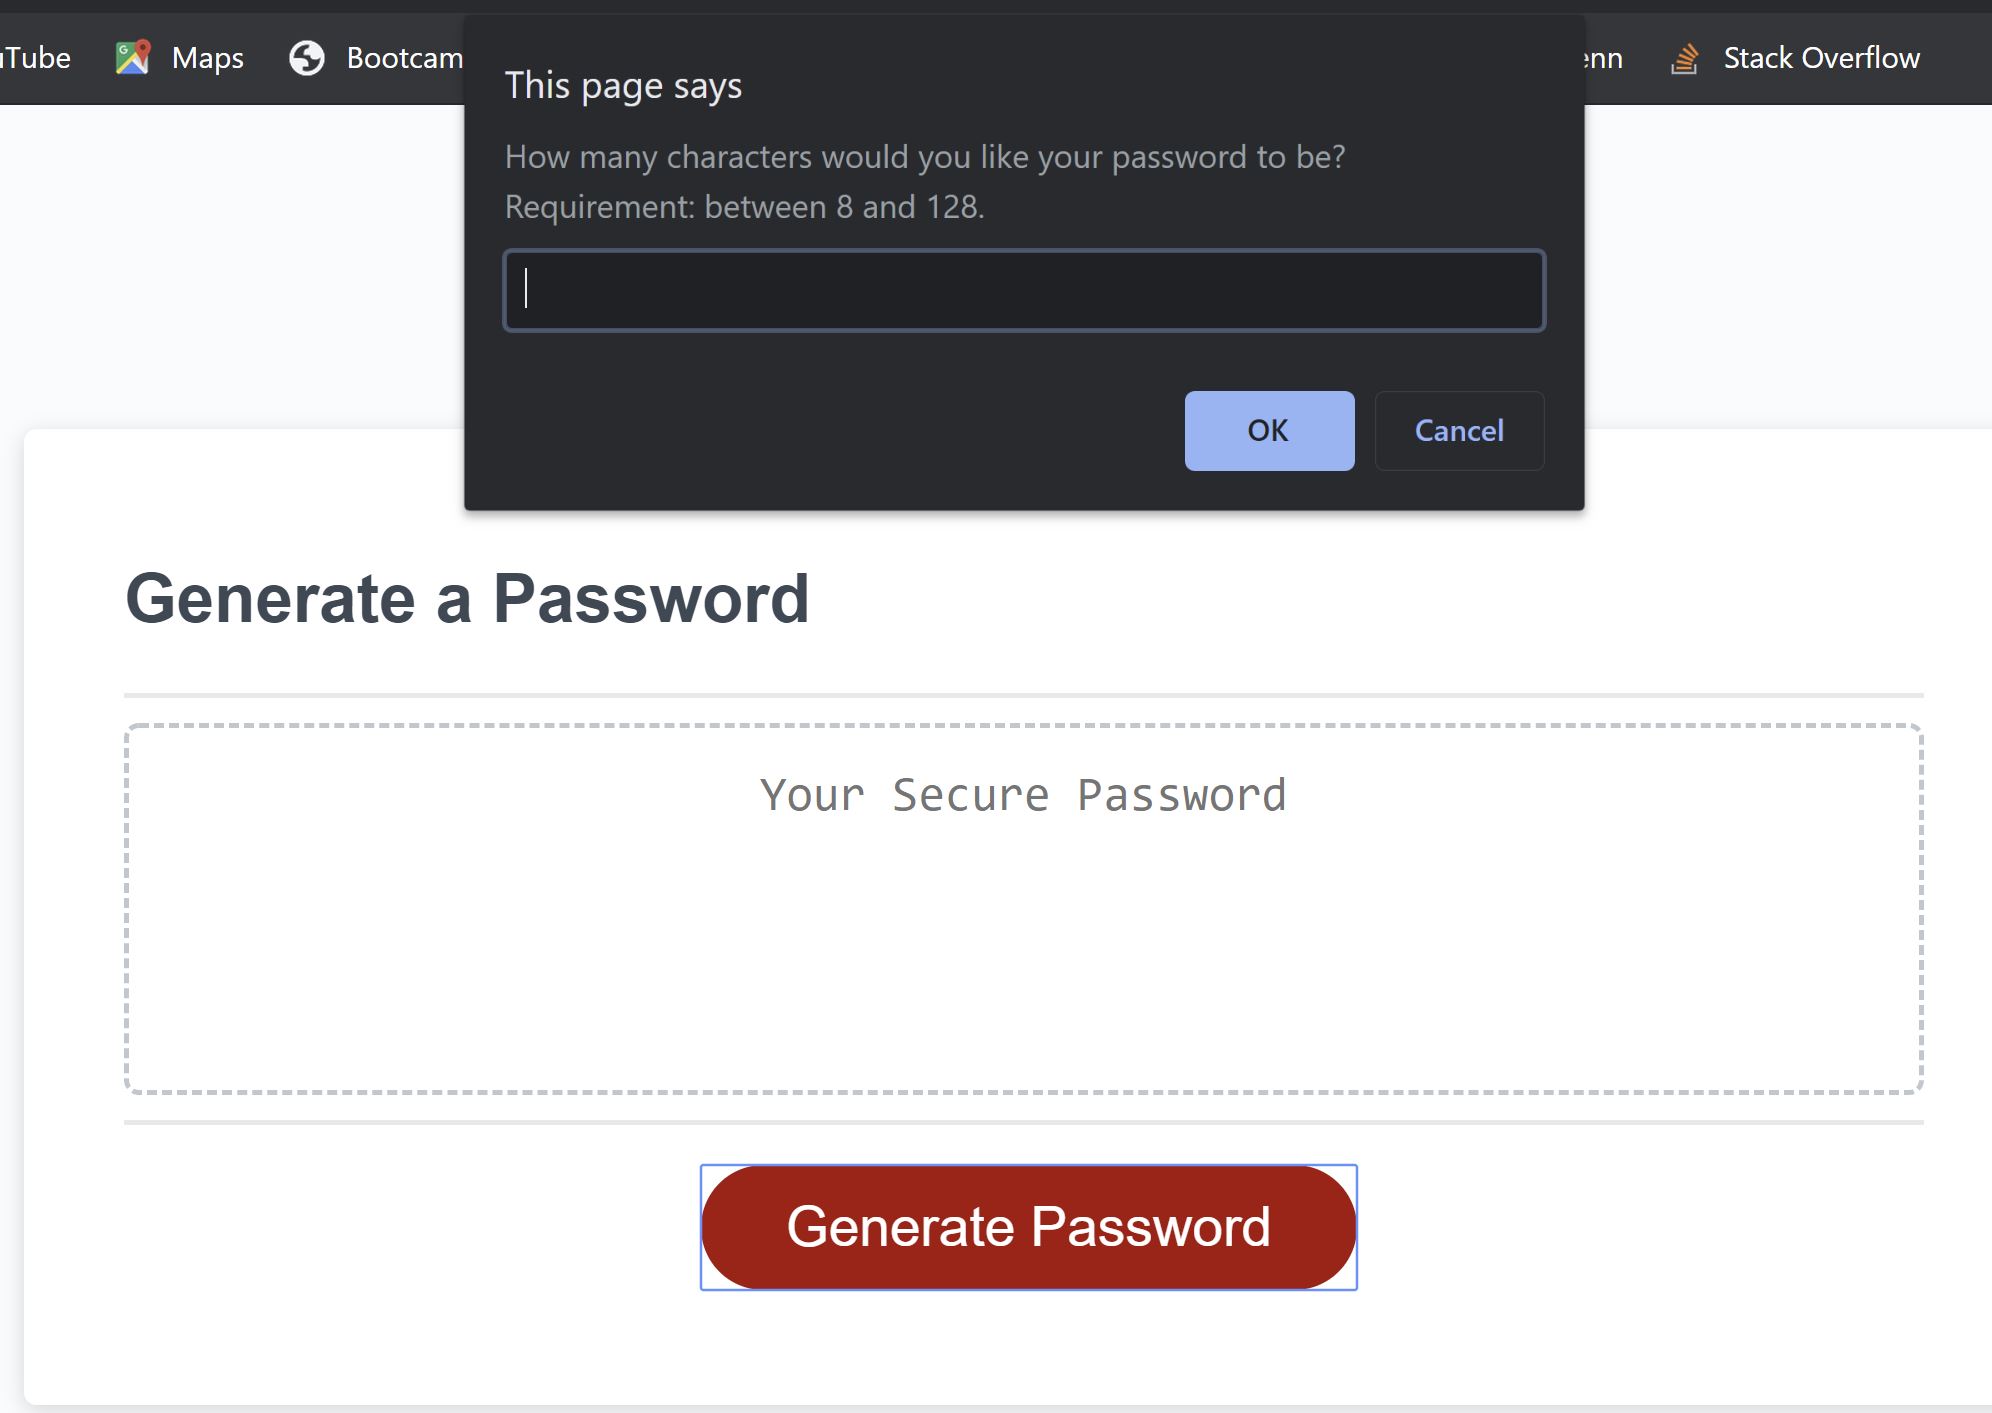 Tube Maps Bootcam enn Stack Overflow
This page says
How many characters would you like your password to be?
Requirement: between 8 and 128.
OK Cancel
Generate a Password
Your Secure Password
Generate Password